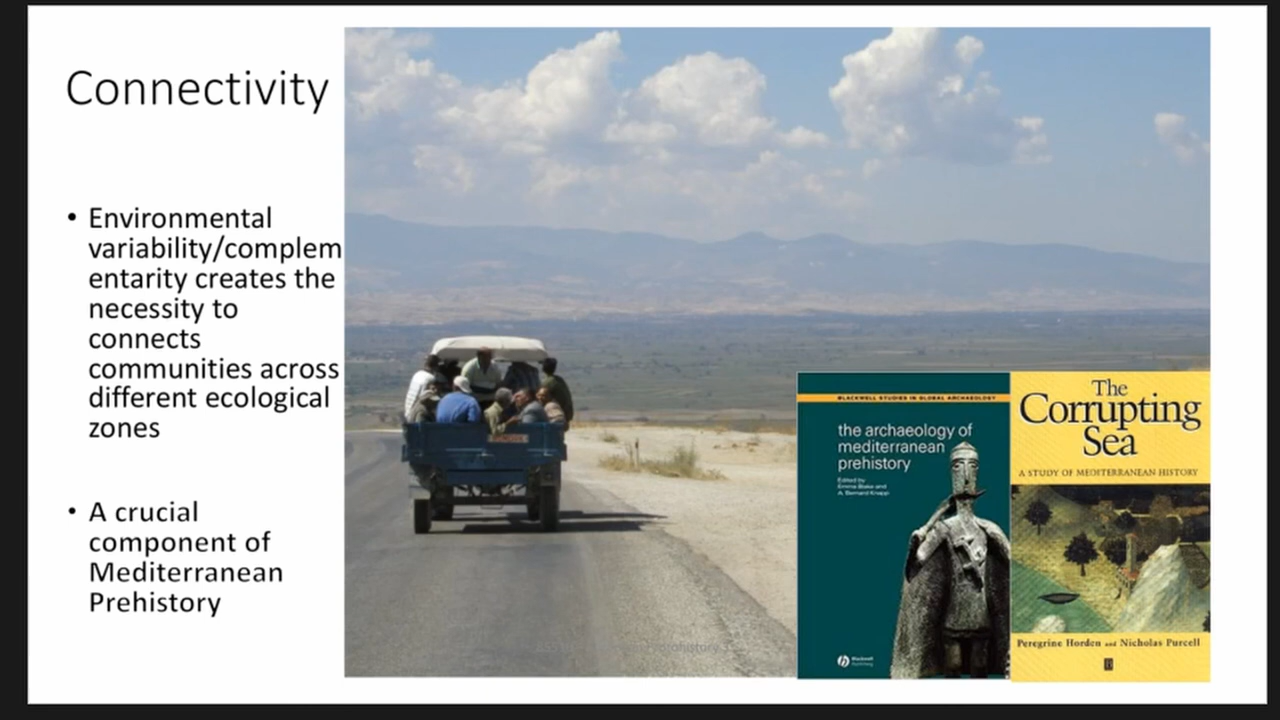 Connectivity
• Environmental
variability/complem
entarity creates the
necessity to
connects
communities across
different ecological
zones
• A crucial
component of
Mediterranean
Prehistory
BLACKWELL STUDIES IN GLOBAL ARCHAEOLOGY
the archaeology of
mediterranean
prehistory
Edited by
Emma Blake and
A. Bernard Knapp
Blackwell
Publishing
The
Corrupting
Sea
A STUDY OF MEDITERRANEAN HISTORY
Peregrine Horden and Nicholas Purcell